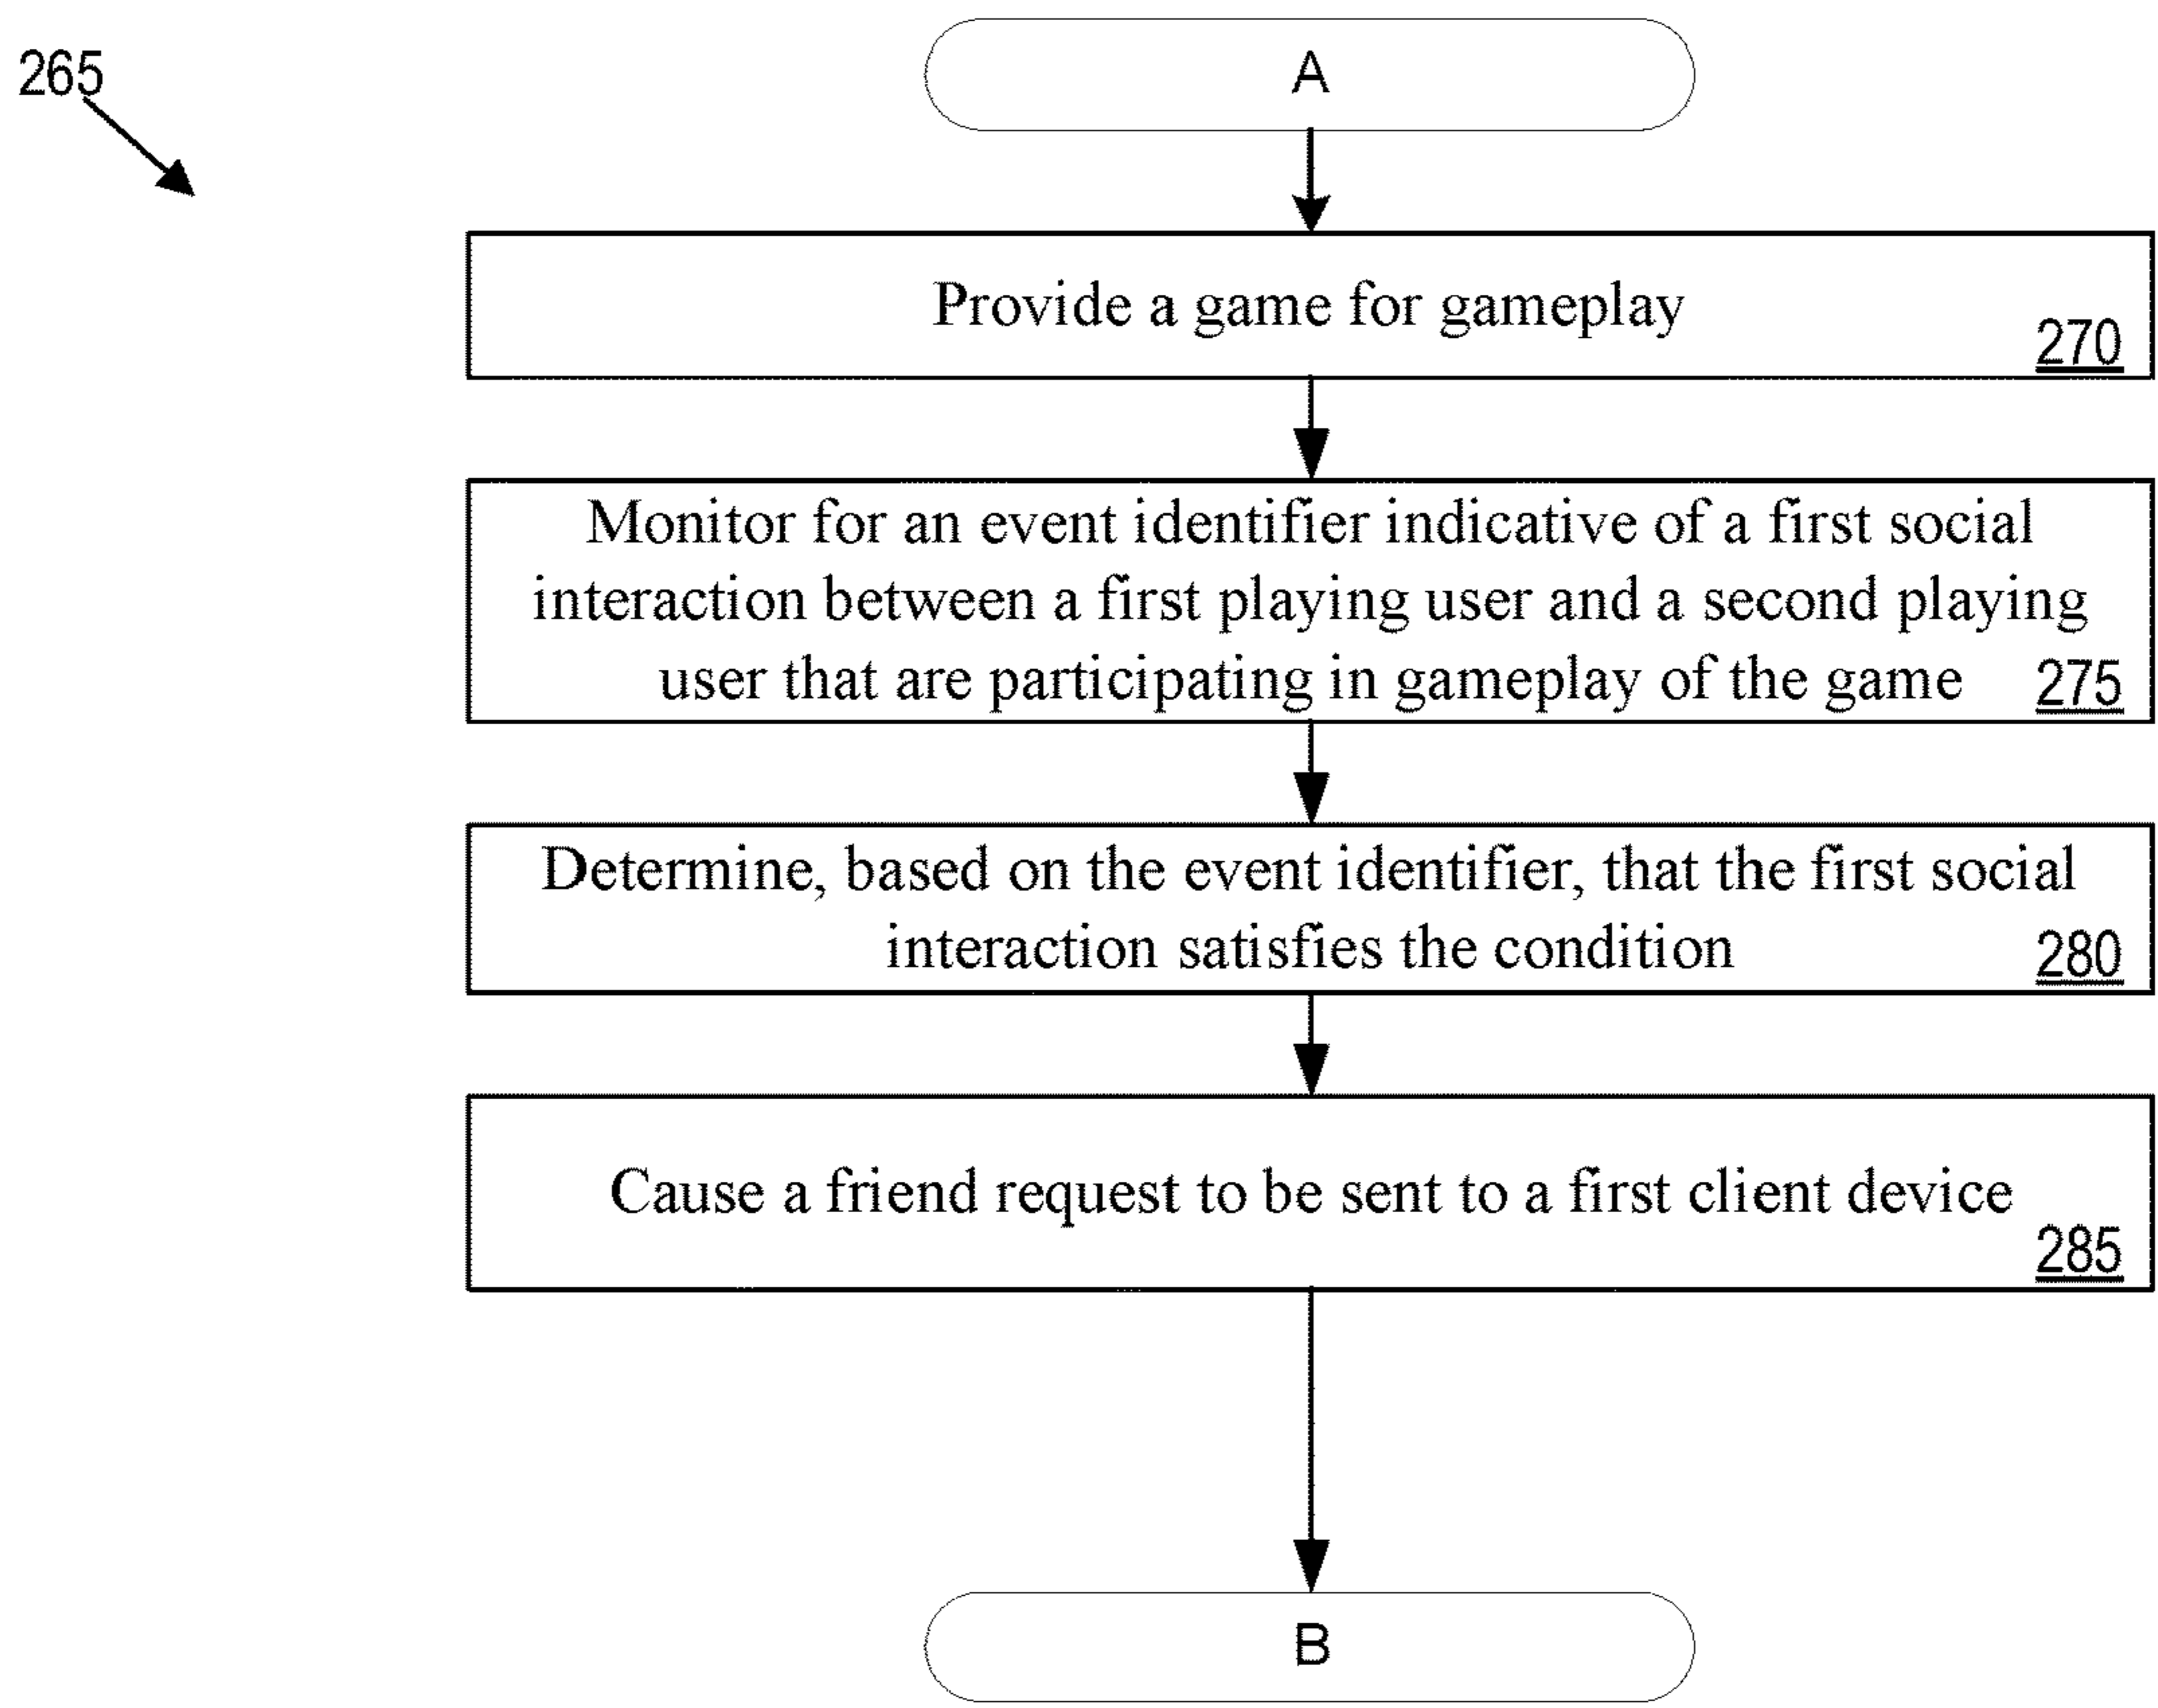 265
A
Provide a game for gameplay
270
Monitor for an event identifier indicative of a first social
interaction between a first playing user and a second playing
user that are participating in gameplay of the game 275
Determine, based on the event identifier, that the first social
interaction satisfies the condition 280
Cause a friend request to be sent to a first client device
285
B